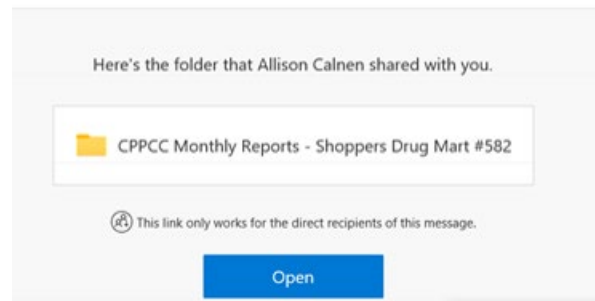 Here's the folder that Allison Calnen shared with you.
CPPCC Monthly Reports - Shoppers Drug Mart #582
This link only works for the direct recipients of this message.
Open